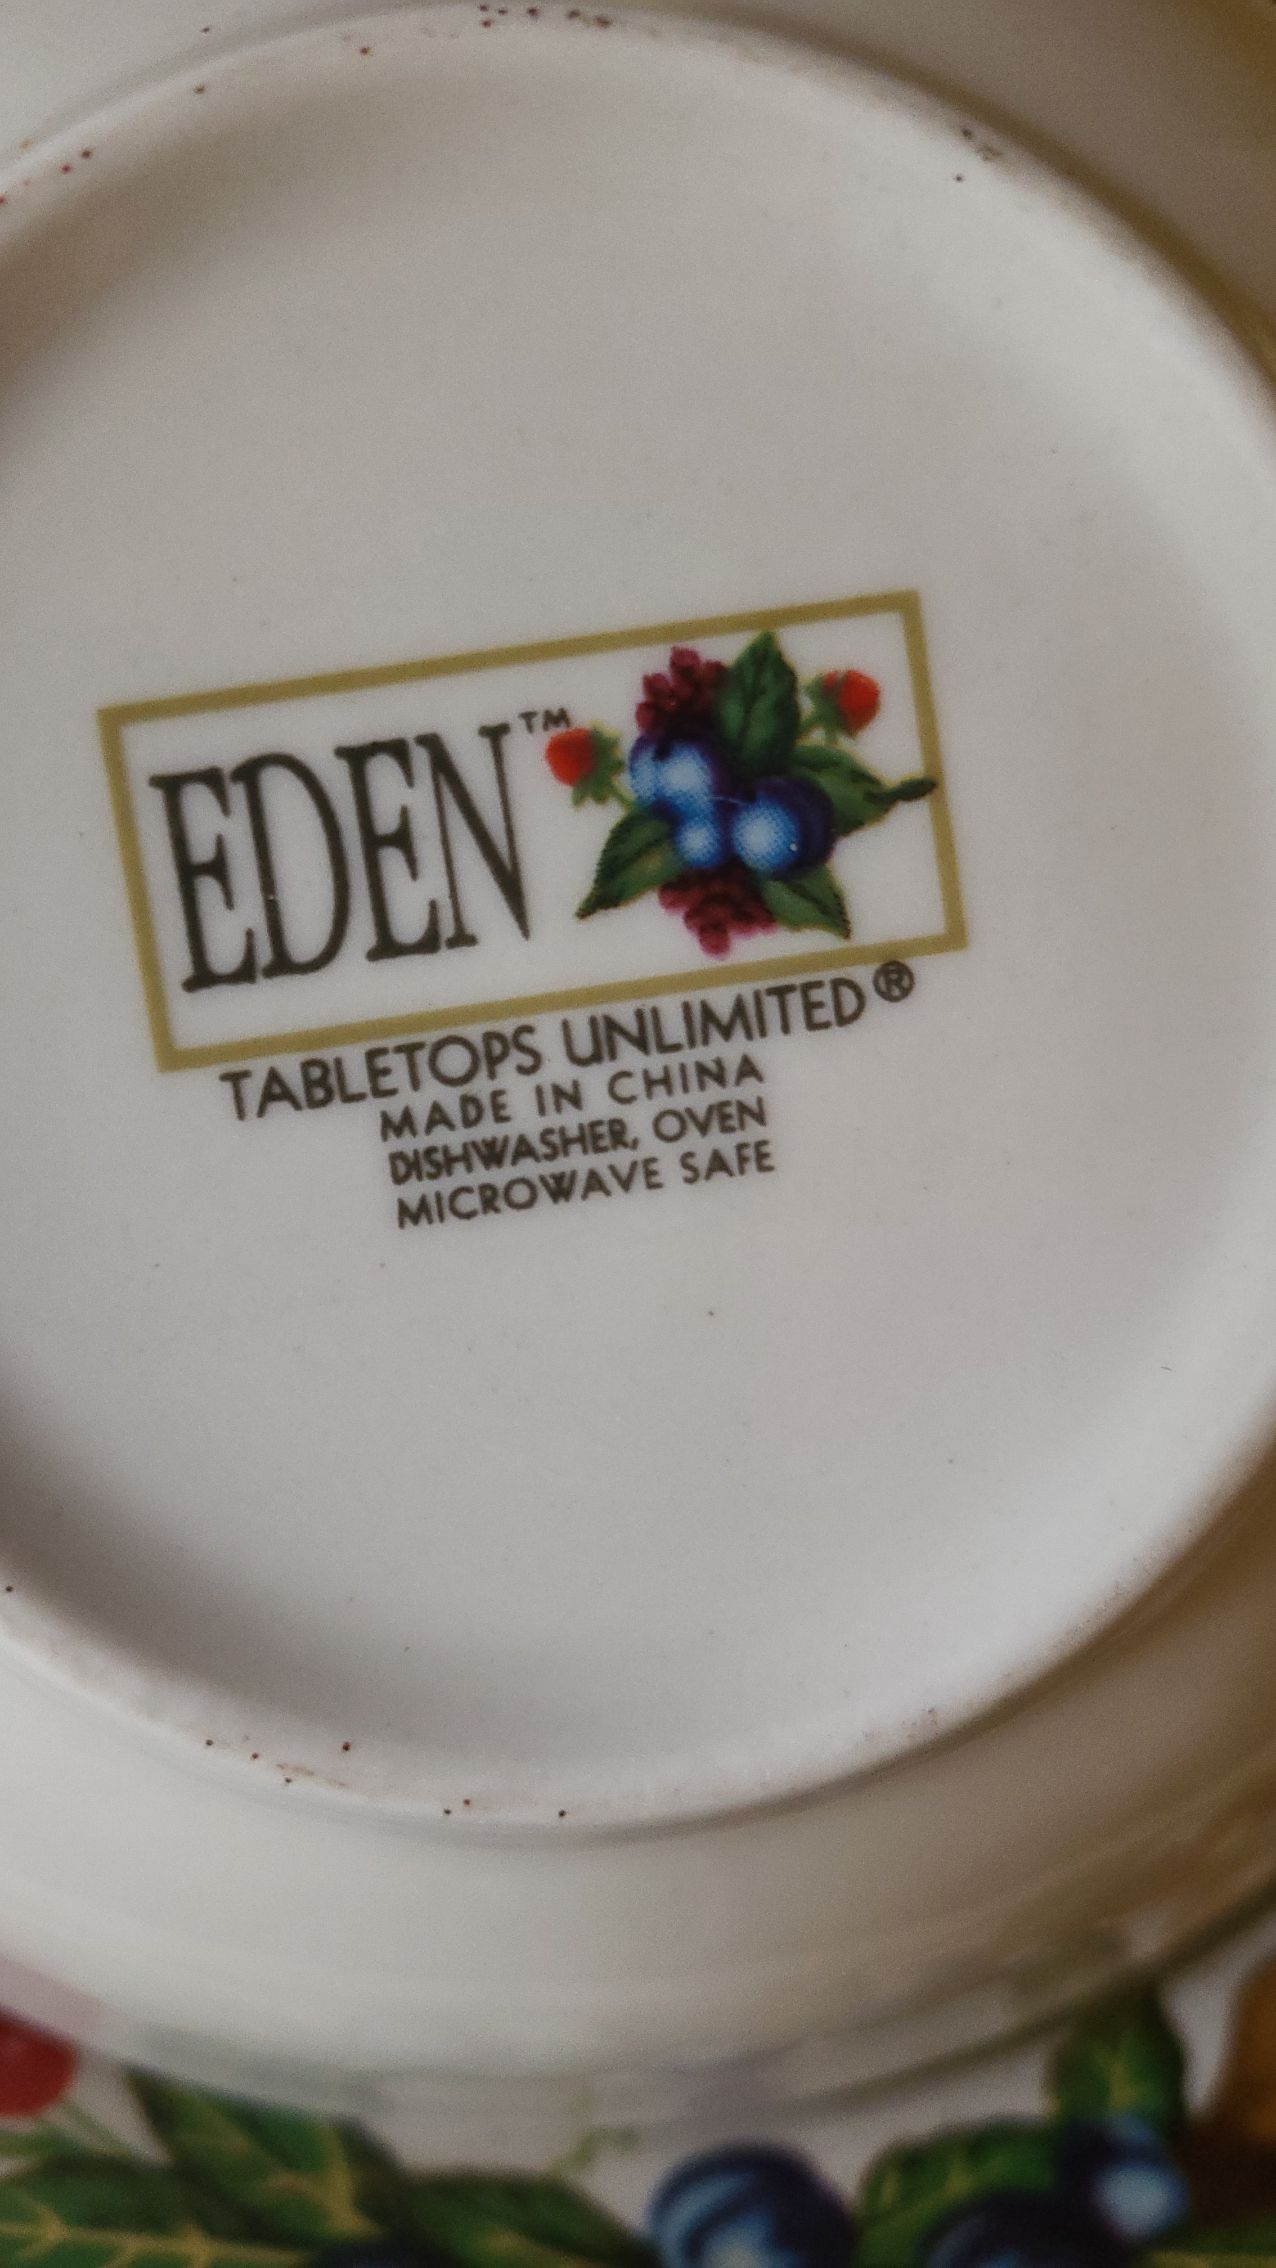 EDEN™
TABLETOPS UNLIMITED®
MADE IN CHINA
DISHWASHER, OVEN
MICROWAVE SAFE